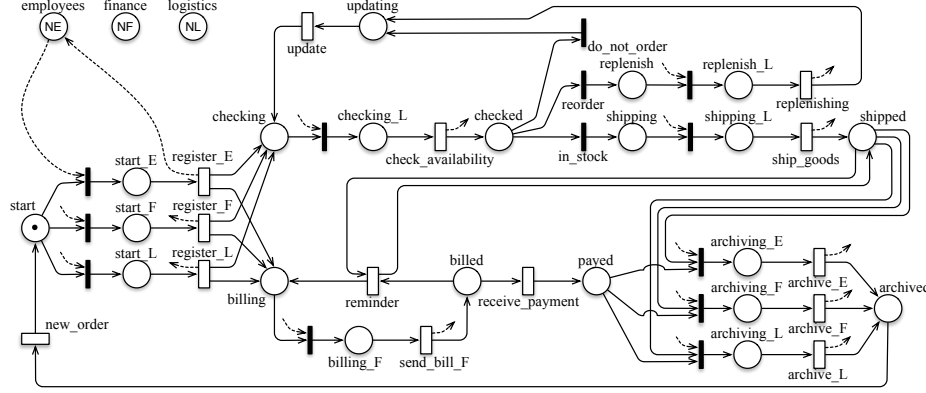 employees finance logistics updating
NE NF NL
update
do_not_order
replenish replenish_L
checking checking_L checked reorder replenishing
shipping shipping_L shipped
check_availability in_stock ship_goods
start_E register_E
start start_F register_F
start_L register_L
archiving_E
billing billed payed archive_E archived
reminder receive_payment archiving_F
new_order archive_F
billing_F send_bill_F archiving_L
archive_L